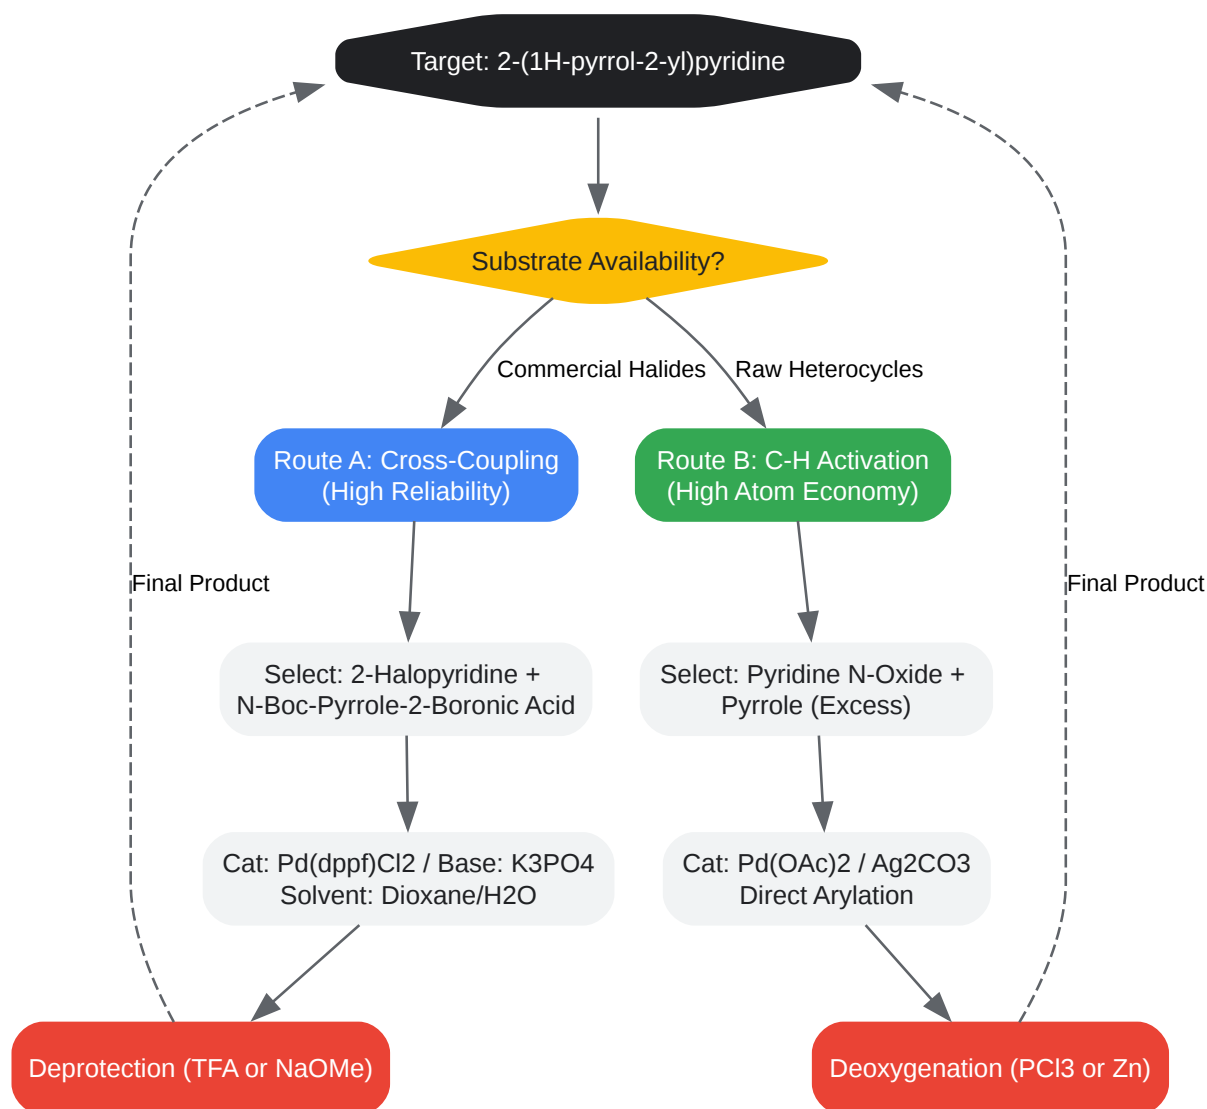 Target: 2-(1H-pyrrol-2-yl)pyridine
Substrate Availability?
Commercial Halides
Raw Heterocycles
Route A: Cross-Coupling
(High Reliability)
Route B: C-H Activation
(High Atom Economy)
Final Product
Final Product
Select: 2-Halopyridine +
N-Boc-Pyrrole-2-Boronic Acid
Select: Pyridine N-Oxide +
Pyrrole (Excess)
Cat: Pd(dppf)Cl2 / Base: K3PO4
Solvent: Dioxane/H2O
Cat: Pd(OAc)2 / Ag2CO3
Direct Arylation
Deprotection (TFA or NaOMe)
Deoxygenation (PCl3 or Zn)